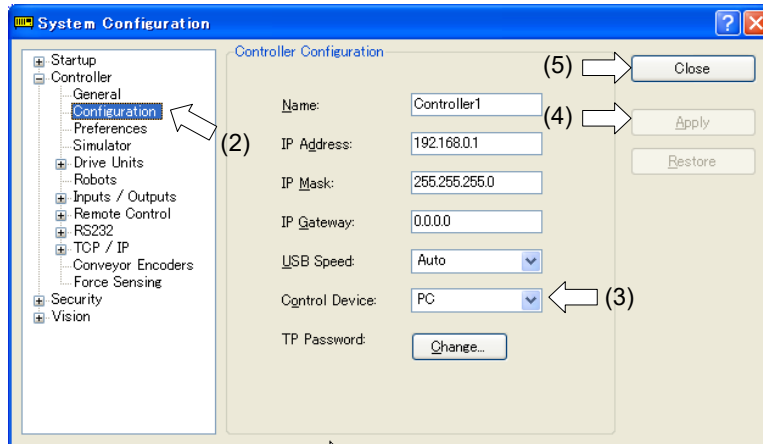 System Configuration
Startup
Controller
General
Configuration
Preferences
Simulator
Drive Units
Robots
Inputs / Outputs
Remote Control
RS232
TCP / IP
Conveyor Encoders
Force Sensing
Security
Vision
(2)
Controller Configuration
Name: Controller1
IP Address: 192.168.0.1
IP Mask: 255.255.255.0
IP Gateway: 0.0.0.0
USB Speed: Auto
Control Device: PC
(3)
TP Password: Change...
(5) Close
(4) Apply
Restore